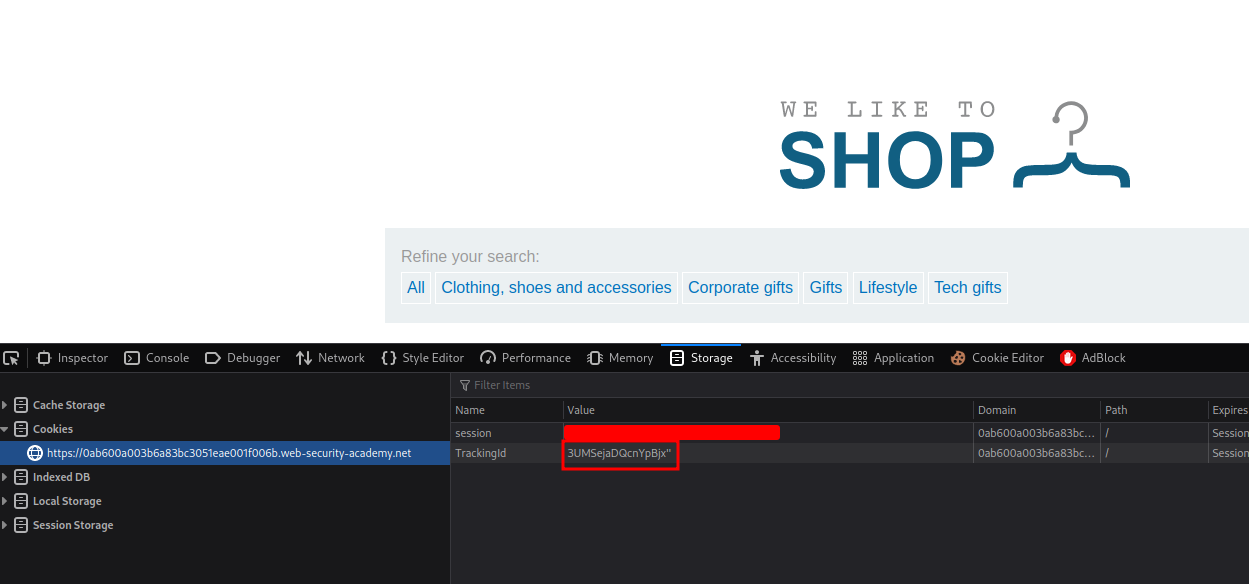 WE LIKE TO
SHOP
Refine your search:
All Clothing, shoes and accessories Corporate gifts Gifts Lifestyle Tech gifts
Inspector Console Debugger Network Style Editor Performance Memory Storage Accessibility Application Cookie Editor AdBlock
Filter Items
Cache Storage
Cookies
https://0ab600a003b6a83bc3051eae001f006b.web-security-academy.net
Indexed DB
Local Storage
Session Storage
Name Value Domain Path Expires
session 0ab600a003b6a83bc... / Session
TrackingId 3UMSejaDQcnYpBjx'' 0ab600a003b6a83bc... / Session